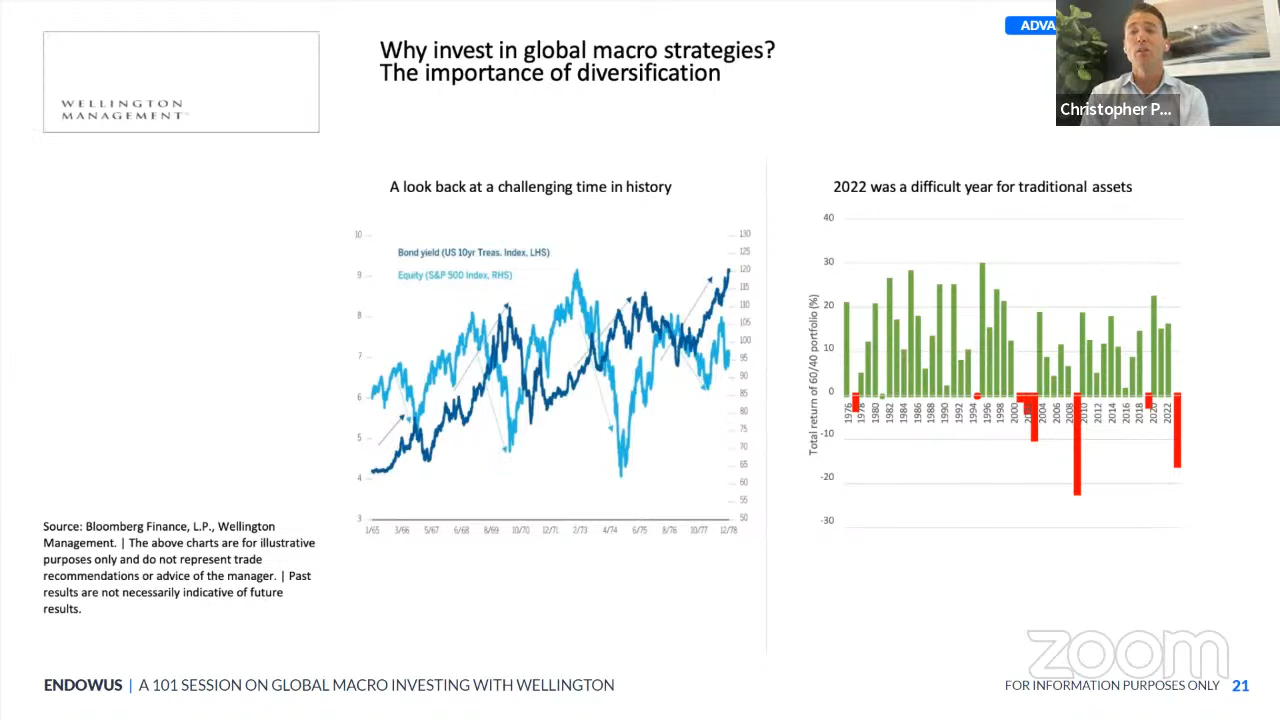 WELLINGTON
MANAGEMENT
Why invest in global macro strategies?
The importance of diversification
ADVA
Christopher P...
A look back at a challenging time in history
10
9
8
7
6
5
4
3
Bond yield (US 10yr Treas. Index, LHS)
Equity (S&P 500 Index, RHS)
130
125
120
115
110
105
100
95
90
85
80
75
70
65
60
55
50
1/65 3/66 5/67 6/68 8/69 10/70 12/71 2/73 4/74 6/75 8/76 10/77 12/78
2022 was a difficult year for traditional assets
Total return of 60/40 portfolio (%)
40
30
20
10
0
-10
-20
-30
1976 1978 1980 1982 1984 1986 1988 1990 1992 1994 1996 1998 2000 2004 2006 2008 2010 2012 2014 2016 2018 2020 2022
Source: Bloomberg Finance, L.P., Wellington
Management. | The above charts are for illustrative
purposes only and do not represent trade
recommendations or advice of the manager. | Past
results are not necessarily indicative of future
results.
zoom
ENDOWUS | A 101 SESSION ON GLOBAL MACRO INVESTING WITH WELLINGTON
FOR INFORMATION PURPOSES ONLY 21